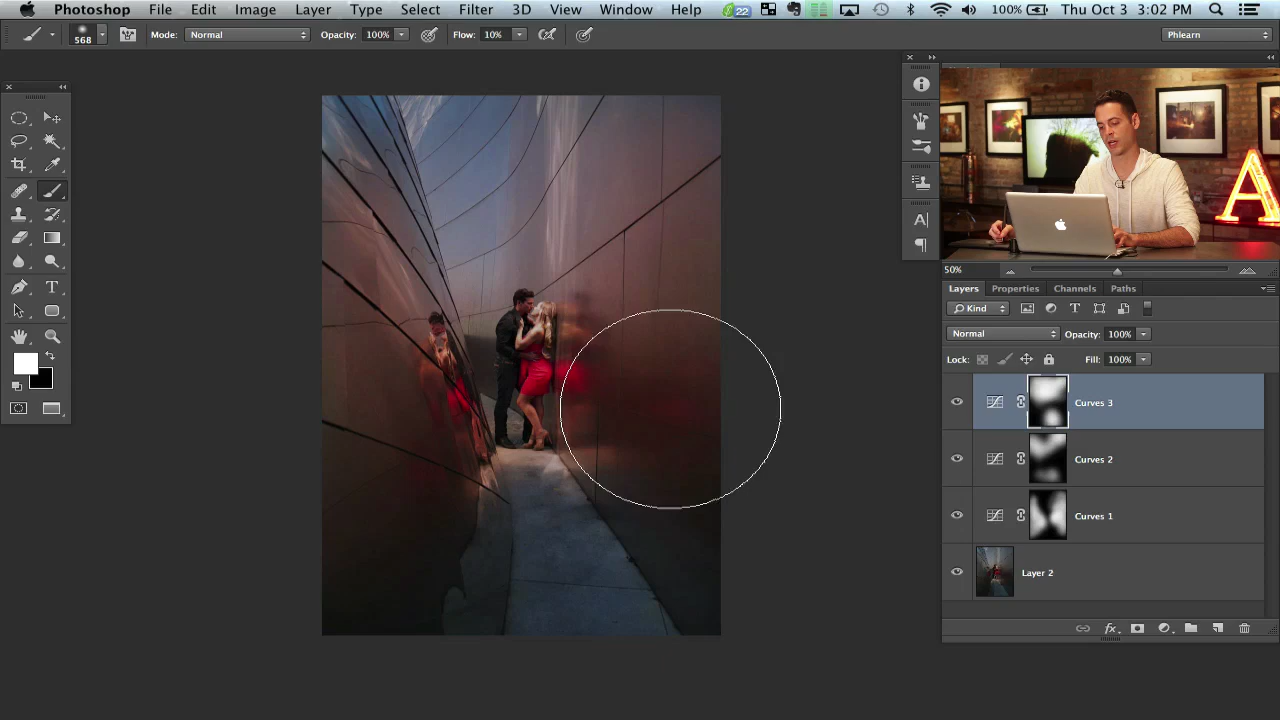 Photoshop File Edit Image Layer Type Select Filter 3D View Window Help 22 100% Thu Oct 3 3:02 PM
568 Mode: Normal Opacity: 100% Flow: 10% Phlearn
A
50%
Layers Properties Channels Paths
Kind
Normal Opacity: 100%
Lock: Fill: 100%
Curves 3
Curves 2
Curves 1
Layer 2
fx